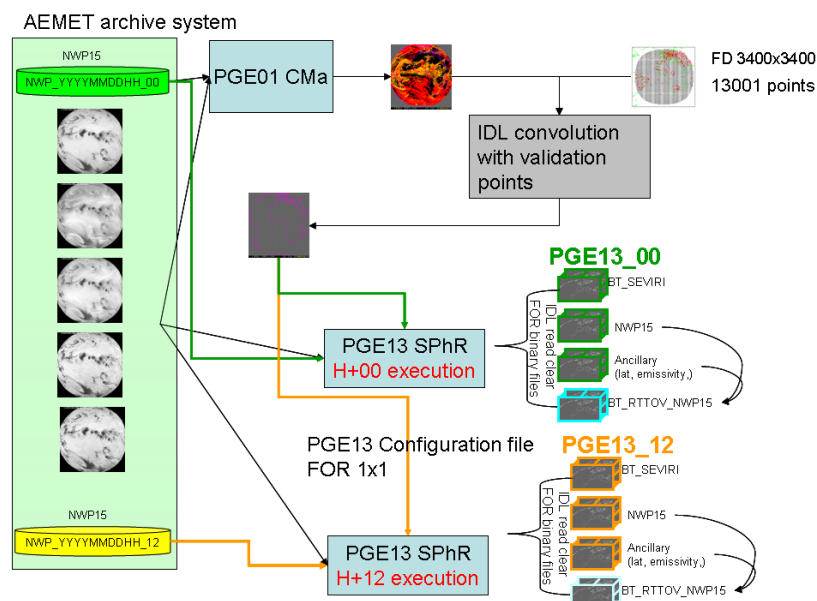 AEMET archive system
NWP15
NWP_YYYYMMDDHH_00
PGE01 CMa
FD 3400x3400
13001 points
IDL convolution
with validation
points
PGE13_00
BT_SEVIRI
NWP15
Ancillary
(lat, emissivity,)
BT_RTTOV_NWP15
IDL read clear
FOR binary files
PGE13 SPhR
H+00 execution
PGE13 Configuration file
FOR 1x1
PGE13_12
BT_SEVIRI
NWP15
Ancillary
(lat, emissivity,)
BT_RTTOV_NWP15
IDL read clear
FOR binary files
NWP15
NWP_YYYYMMDDHH_12
PGE13 SPhR
H+12 execution